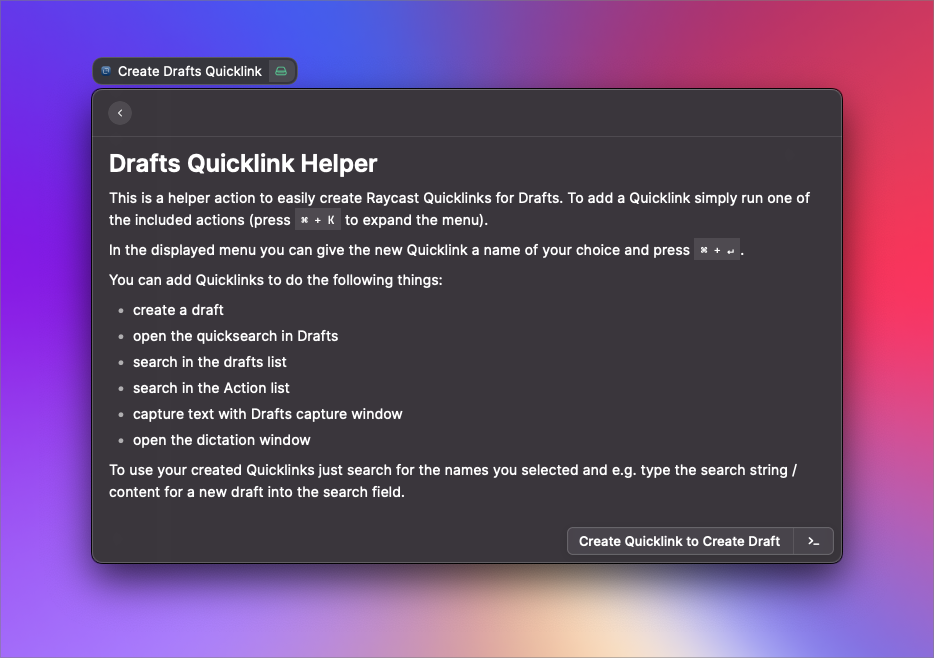 Create Drafts Quicklink
Drafts Quicklink Helper
This is a helper action to easily create Raycast Quicklinks for Drafts. To add a Quicklink simply run one of
the included actions (press ⌘ + K to expand the menu).
In the displayed menu you can give the new Quicklink a name of your choice and press ⌘ + ↵ .
You can add Quicklinks to do the following things:
• create a draft
• open the quicksearch in Drafts
• search in the drafts list
• search in the Action list
• capture text with Drafts capture window
• open the dictation window
To use your created Quicklinks just search for the names you selected and e.g. type the search string /
content for a new draft into the search field.
Create Quicklink to Create Draft >_